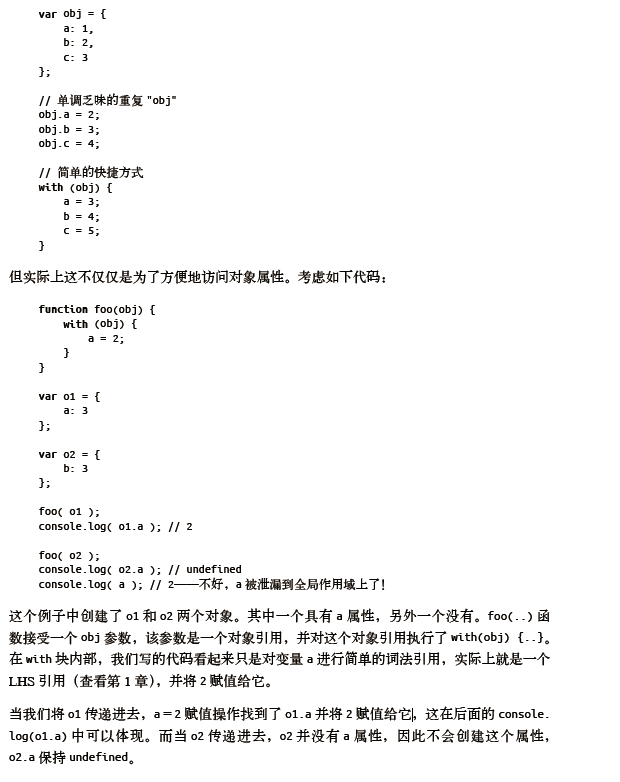 var obj = {
a: 1,
b: 2,
c: 3
};
// 单调乏味的重复 "obj"
obj.a = 2;
obj.b = 3;
obj.c = 4;
// 简单的快捷方式
with (obj) {
a = 3;
b = 4;
c = 5;
}
但实际上这不仅仅是为了方便地访问对象属性。考虑如下代码：
function foo(obj) {
with (obj) {
a = 2;
}
}
var o1 = {
a: 3
};
var o2 = {
b: 3
};
foo( o1 );
console.log( o1.a ); // 2
foo( o2 );
console.log( o2.a ); // undefined
console.log( a ); // 2——不好，a 被泄漏到全局作用域上了！
这个例子中创建了 o1 和 o2 两个对象。其中一个具有 a 属性，另外一个没有。foo(..) 函
数接受一个 obj 参数，该参数是一个对象引用，并对这个对象引用执行了 with(obj) {..}。
在 with 块内部，我们写的代码看起来只是对变量 a 进行简单的词法引用，实际上就是一个
LHS 引用（查看第 1 章），并将 2 赋值给它。
当我们将 o1 传递进去，a＝2 赋值操作找到了 o1.a 并将 2 赋值给它，这在后面的 console.
log(o1.a) 中可以体现。而当 o2 传递进去，o2 并没有 a 属性，因此不会创建这个属性，
o2.a 保持 undefined。